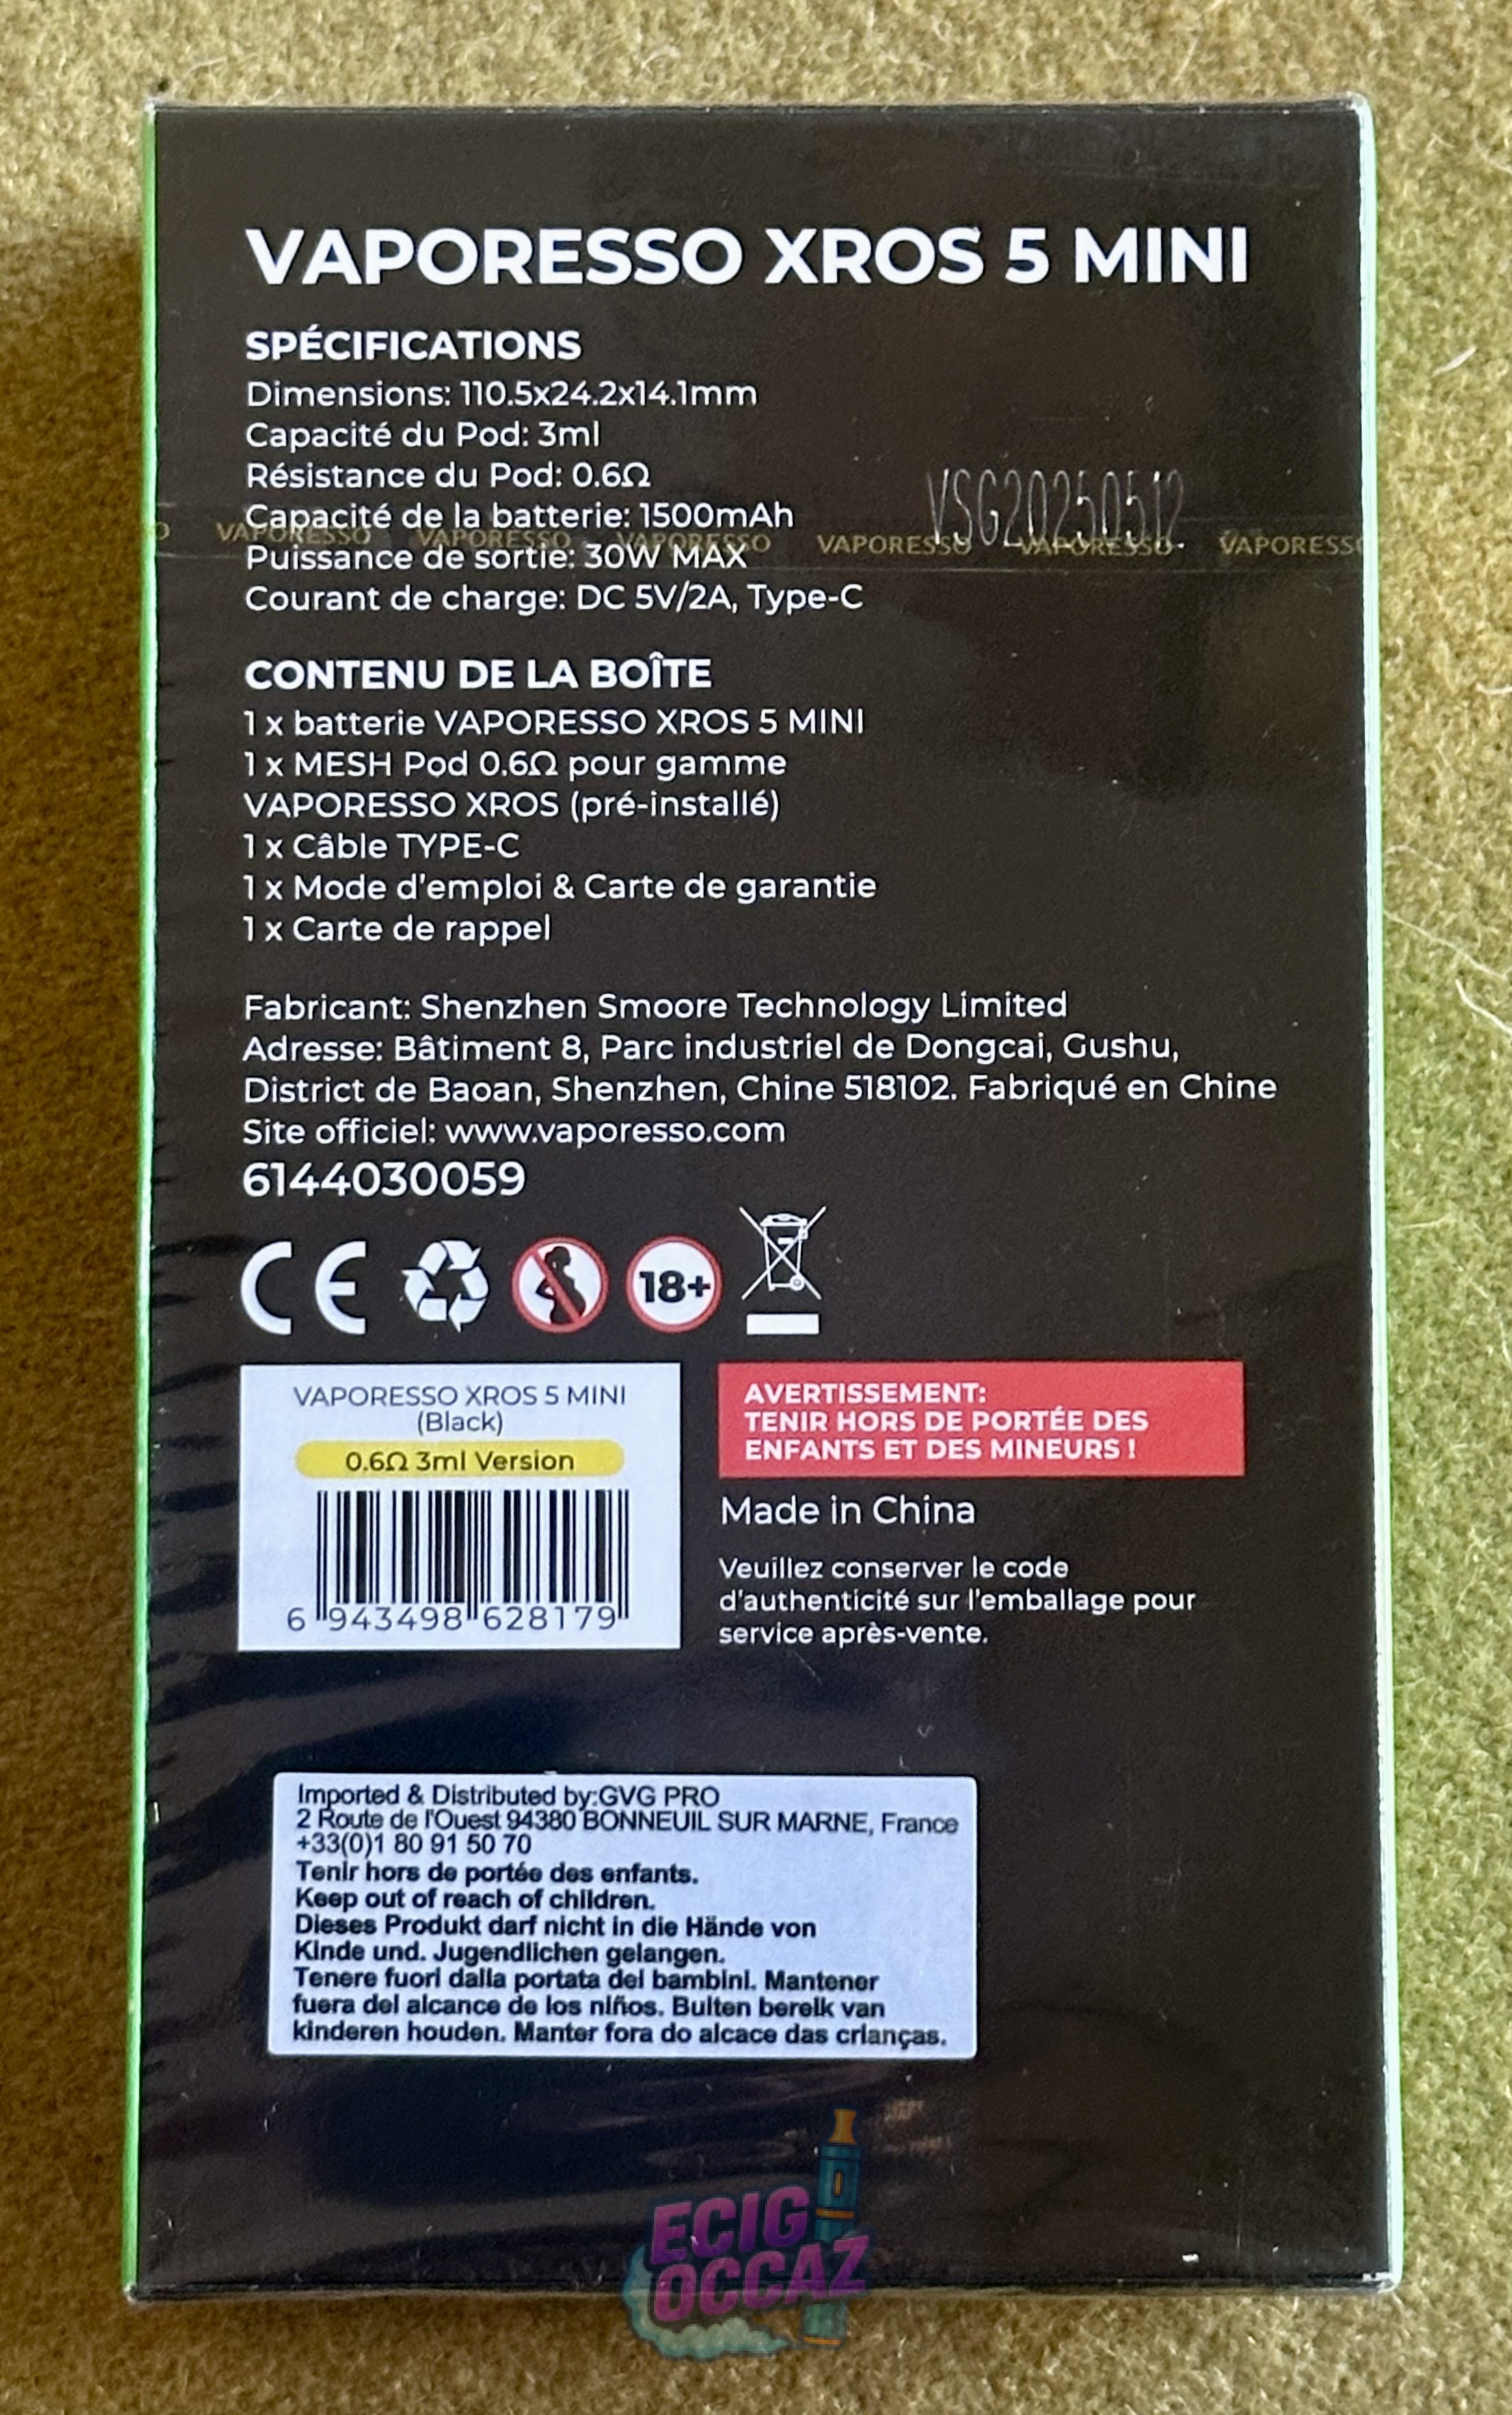 VAPORESSO XROS 5 MINI
SPÉCIFICATIONS
Dimensions: 110.5x24.2x14.1mm
Capacité du Pod: 3ml
Résistance du Pod: 0.6Ω
VSG20250512
Capacité de la batterie: 1500mAh
VAPORESSO VAPORESSO VAPORESSO VAPORESSO VAPORESSO VAPORESSO
Puissance de sortie: 30W MAX
Courant de charge: DC 5V/2A, Type-C
CONTENU DE LA BOÎTE
1 x batterie VAPORESSO XROS 5 MINI
1 x MESH Pod 0.6Ω pour gamme
VAPORESSO XROS (pré-installé)
1 x Câble TYPE-C
1 x Mode d'emploi & Carte de garantie
1 x Carte de rappel
Fabricant: Shenzhen Smoore Technology Limited
Adresse: Bâtiment 8, Parc industriel de Dongcai, Gushu,
District de Baoan, Shenzhen, Chine 518102. Fabriqué en Chine
Site officiel: www.vaporesso.com
6144030059
CE
18+
VAPORESSO XROS 5 MINI
(Black)
0.6Ω 3ml Version
6 943498 628179
AVERTISSEMENT:
TENIR HORS DE PORTÉE DES
ENFANTS ET DES MINEURS !
Made in China
Veuillez conserver le code
d'authenticité sur l'emballage pour
service après-vente.
Imported & Distributed by:GVG PRO
2 Route de l'Ouest 94380 BONNEUIL SUR MARNE, France
+33(0)1 80 91 50 70
Tenir hors de portée des enfants.
Keep out of reach of children.
Dieses Produkt darf nicht in die Hände von
Kinde und. Jugendlichen gelangen.
Tenere fuori dalla portata dei bambini. Mantener
fuera del alcance de los niños. Buiten bereik van
kinderen houden. Manter fora do alcace das crianças.
ECIG
OCCAZ